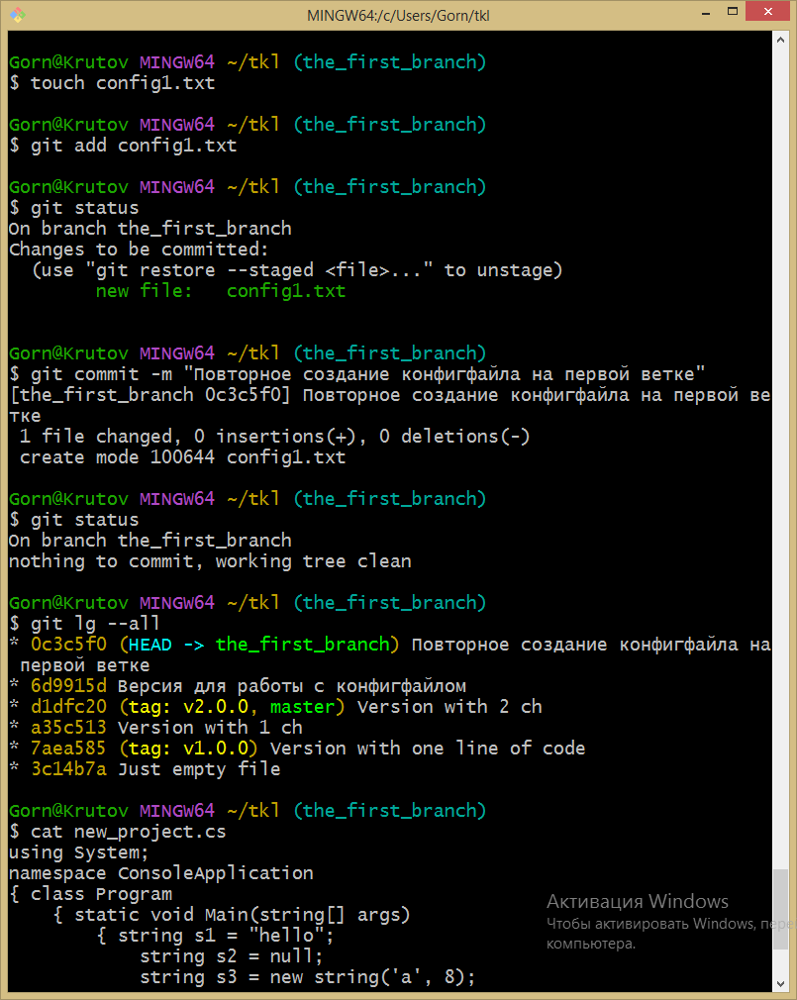 MINGW64:/c/Users/Gorn/tkl
Gorn@Krutov MINGW64 ~/tkl (the_first_branch)
$ touch config1.txt
Gorn@Krutov MINGW64 ~/tkl (the_first_branch)
$ git add config1.txt
Gorn@Krutov MINGW64 ~/tkl (the_first_branch)
$ git status
On branch the_first_branch
Changes to be committed:
  (use "git restore --staged <file>..." to unstage)
        new file:   config1.txt
Gorn@Krutov MINGW64 ~/tkl (the_first_branch)
$ git commit -m "Повторное создание конфигфайла на первой ветке"
[the_first_branch 0c3c5f0] Повторное создание конфигфайла на первой ве
тке
 1 file changed, 0 insertions(+), 0 deletions(-)
 create mode 100644 config1.txt
Gorn@Krutov MINGW64 ~/tkl (the_first_branch)
$ git status
On branch the_first_branch
nothing to commit, working tree clean
Gorn@Krutov MINGW64 ~/tkl (the_first_branch)
$ git lg --all
* 0c3c5f0 (HEAD -> the_first_branch) Повторное создание конфигфайла на
 первой ветке
* 6d9915d Версия для работы с конфигфайлом
* d1dfc20 (tag: v2.0.0, master) Version with 2 ch
* a35c513 Version with 1 ch
* 7aea585 (tag: v1.0.0) Version with one line of code
* 3c14b7a Just empty file
Gorn@Krutov MINGW64 ~/tkl (the_first_branch)
$ cat new_project.cs
using System;
namespace ConsoleApplication
{ class Program
    { static void Main(string[] args)
        { string s1 = "hello";
            string s2 = null;
            string s3 = new string('a', 8);
Активация Windows
Чтобы активировать Windows, пере
компьютера.